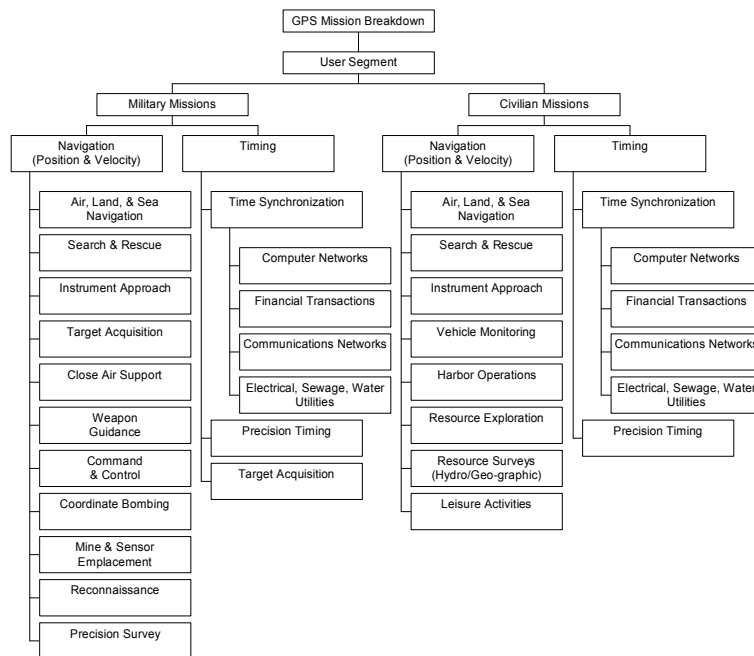 GPS Mission Breakdown
User Segment
Military Missions
Civilian Missions
Navigation
(Position & Velocity)
Timing
Navigation
(Position & Velocity)
Timing
Air, Land, & Sea
Navigation
Search & Rescue
Instrument Approach
Target Acquisition
Close Air Support
Weapon
Guidance
Command
& Control
Coordinate Bombing
Mine & Sensor
Emplacement
Reconnaissance
Precision Survey
Time Synchronization
Computer Networks
Financial Transactions
Communications Networks
Electrical, Sewage, Water
Utilities
Precision Timing
Target Acquisition
Air, Land, & Sea
Navigation
Search & Rescue
Instrument Approach
Vehicle Monitoring
Harbor Operations
Resource Exploration
Resource Surveys
(Hydro/Geo-graphic)
Leisure Activities
Time Synchronization
Computer Networks
Financial Transactions
Communications Networks
Electrical, Sewage, Water
Utilities
Precision Timing